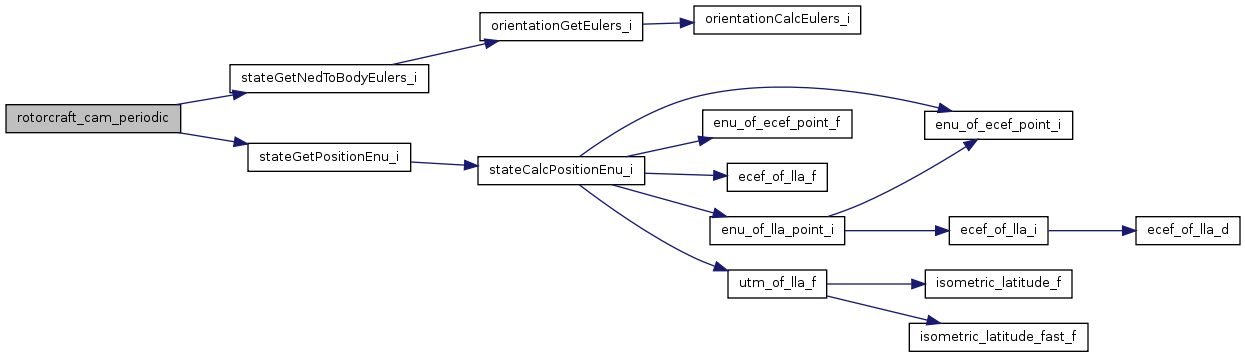 orientationCalcEulers_i
orientationGetEulers_i
stateGetNedToBodyEulers_i
rotorcraft_cam_periodic
enu_of_ecef_point_f
enu_of_ecef_point_i
stateGetPositionEnu_i
stateCalcPositionEnu_i
ecef_of_lla_f
enu_of_lla_point_i
ecef_of_lla_i
ecef_of_lla_d
utm_of_lla_f
isometric_latitude_f
isometric_latitude_fast_f